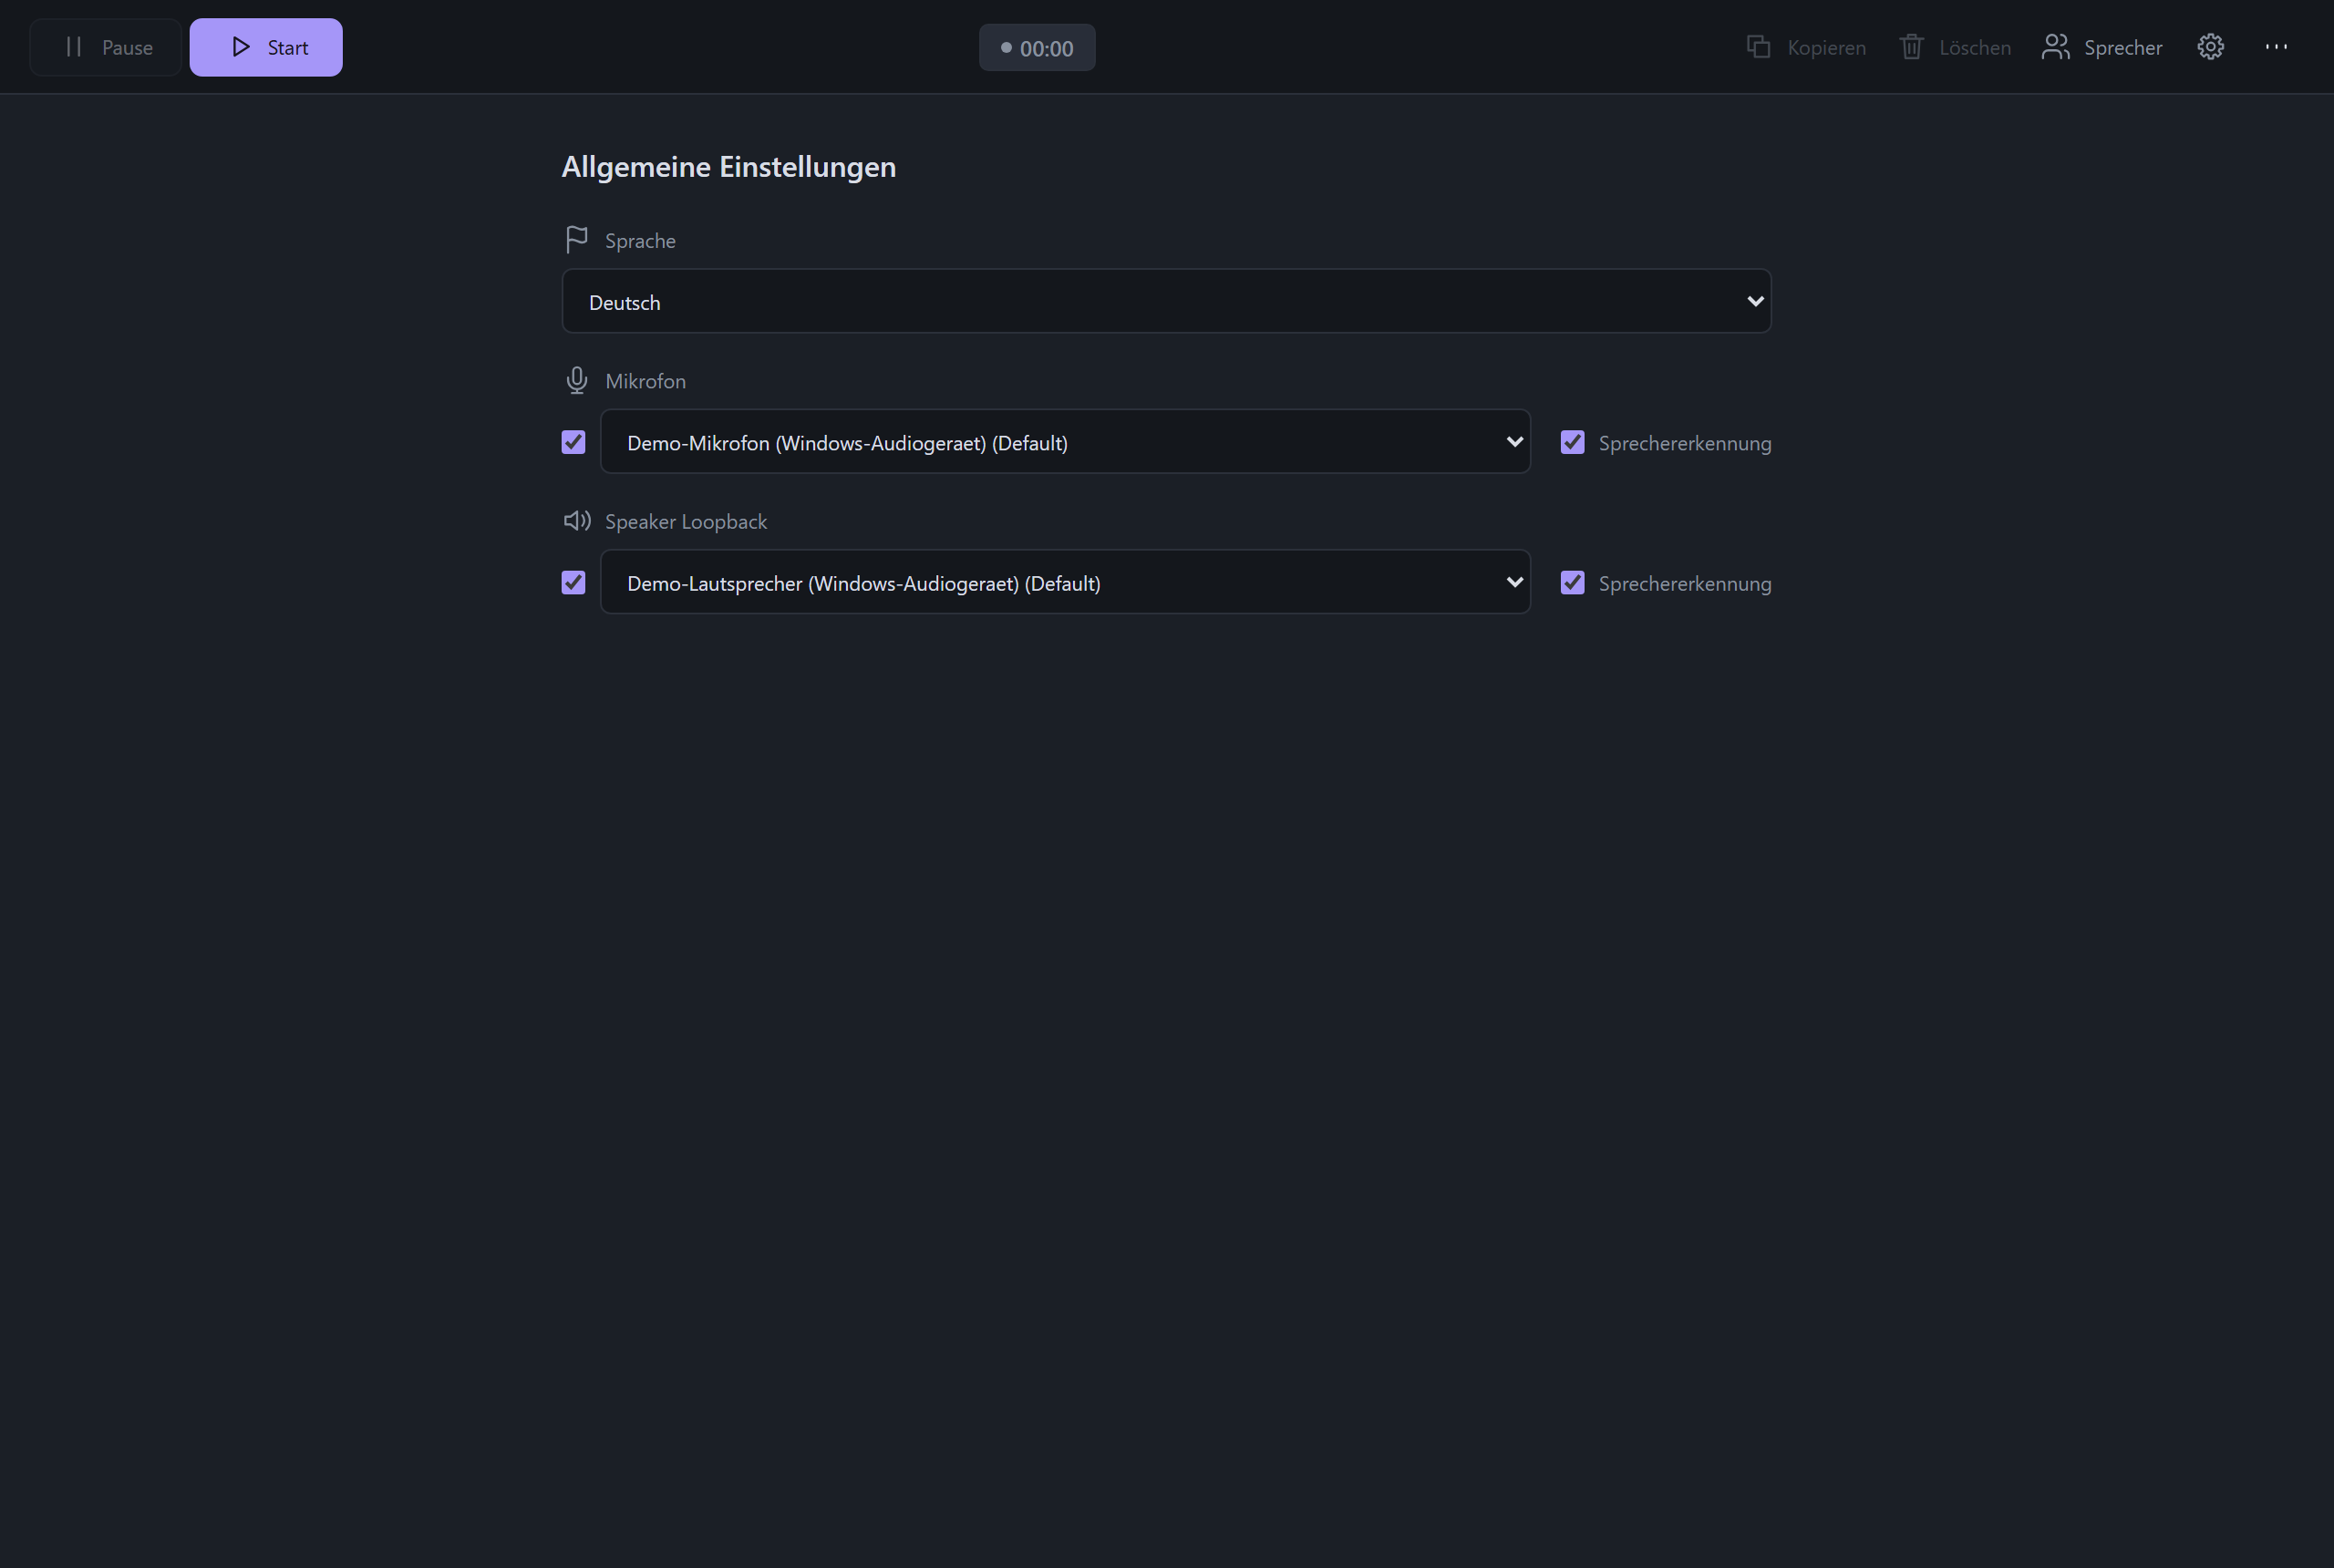 Pause Start 00:00 Kopieren Löschen Sprecher
Allgemeine Einstellungen
Sprache
Deutsch
Mikrofon
Demo-Mikrofon (Windows-Audiogeraet) (Default) Sprechererkennung
Speaker Loopback
Demo-Lautsprecher (Windows-Audiogeraet) (Default) Sprechererkennung